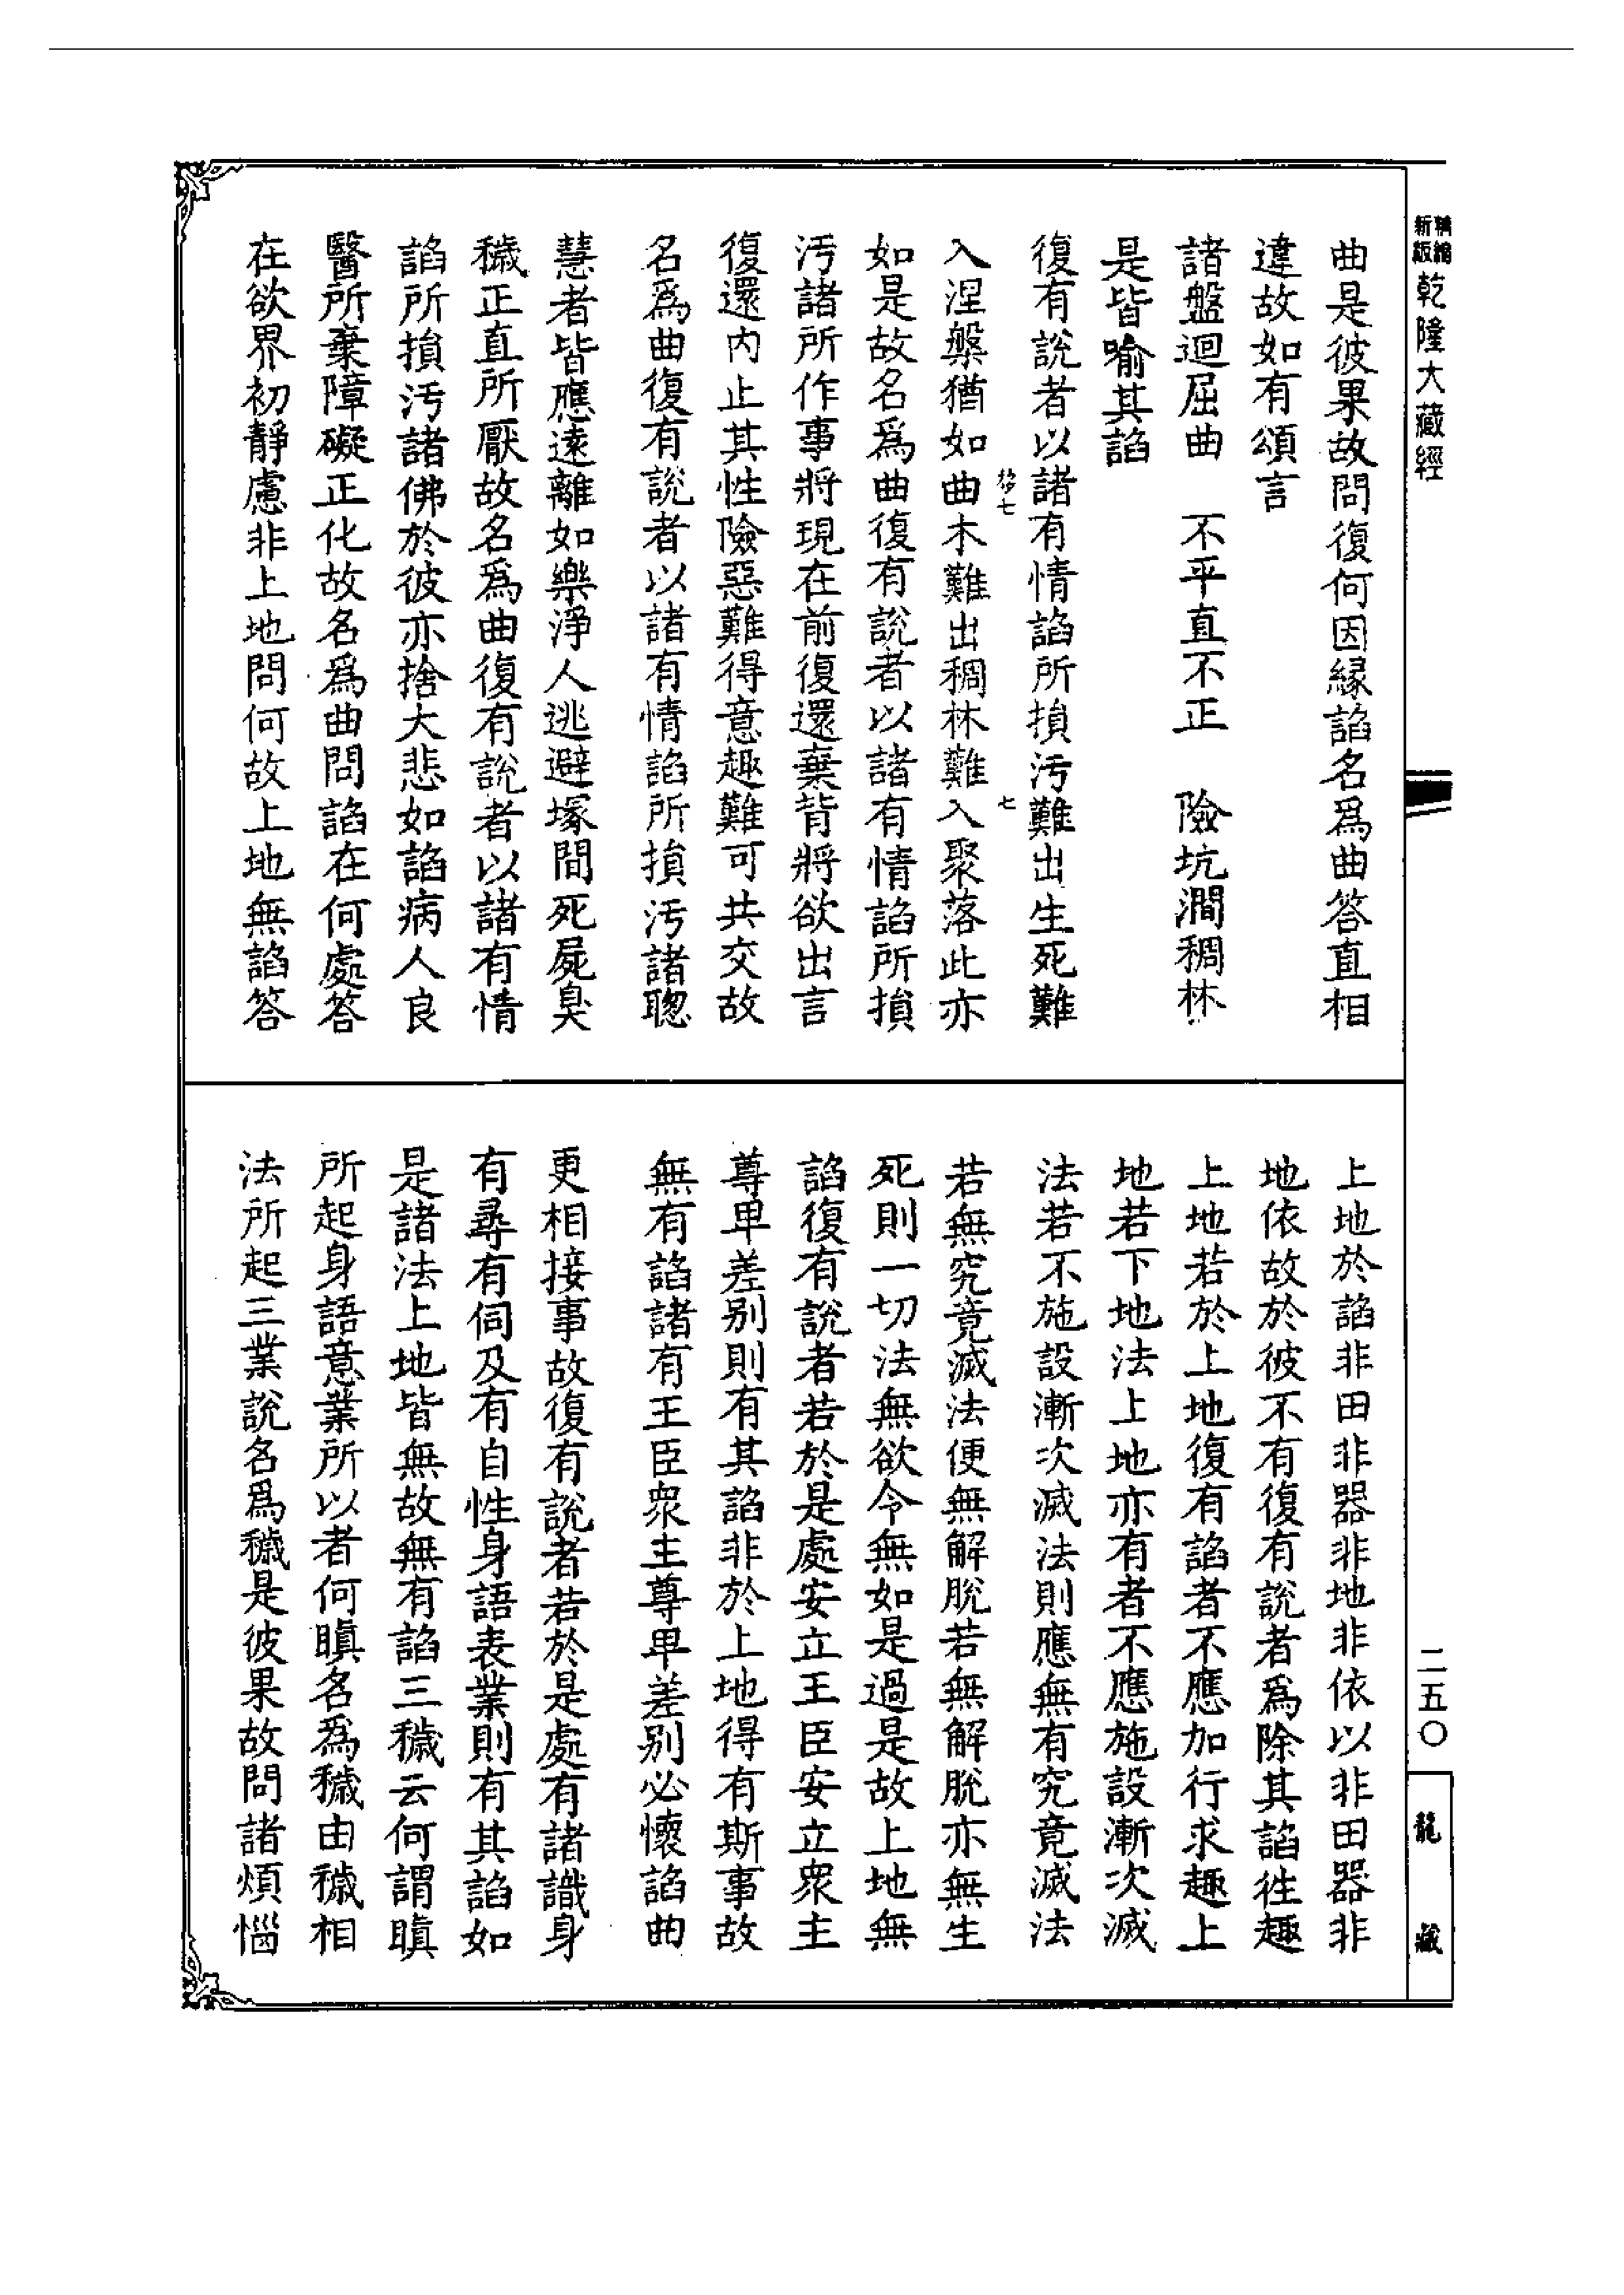 新版精縮乾隆大藏經
曲是彼果故問復何因緣諂名爲曲答直相
違故如有頌言
諸盤迴屈曲　不平直不正　險坑澗稠林
是皆喻其諂
復有說者以諸有情諂所損污難出生死難
入涅槃猶如曲木難出稠林難入聚落此亦
如是故名爲曲復有說者以諸有情諂所損
污諸所作事將現在前復還棄背將欲出言
復還內止其性險惡難得意趣難可共交故
名爲曲復有說者以諸有情諂所損污諸聰
慧者皆應遠離如樂淨人逃避塚間死屍臭
穢正直所厭故名爲曲復有說者以諸有情
諂所損污諸佛於彼亦捨大悲如諂病人良
醫所棄障礙正化故名爲曲問諂在何處答
在欲界初靜慮非上地問何故上地無諂答
上地於諂非田非器非地非依以非田器非
地依故於彼不有復有說者爲除其諂往趣
上地若於上地復有諂者不應加行求趣上
地若下地法上地亦有者不應施設漸次滅
法若不施設漸次滅法則應無有究竟滅法
若無究竟滅法便無解脫若無解脫亦無生
死則一切法無欲令無如是過是故上地無
諂復有說者若於是處安立王臣安立衆主
尊卑差別則有其諂非於上地得有斯事故
無有諂諸有王臣衆主尊卑差別必懷諂曲
更相接事故復有說者若於是處有諸識身
有尋有伺及有自性身語表業則有其諂如
是諸法上地皆無故無有諂三穢云何謂瞋
所起身語意業所以者何瞋名爲穢由穢相
法所起三業說名爲穢是彼果故問諸煩惱
二五〇
龍藏